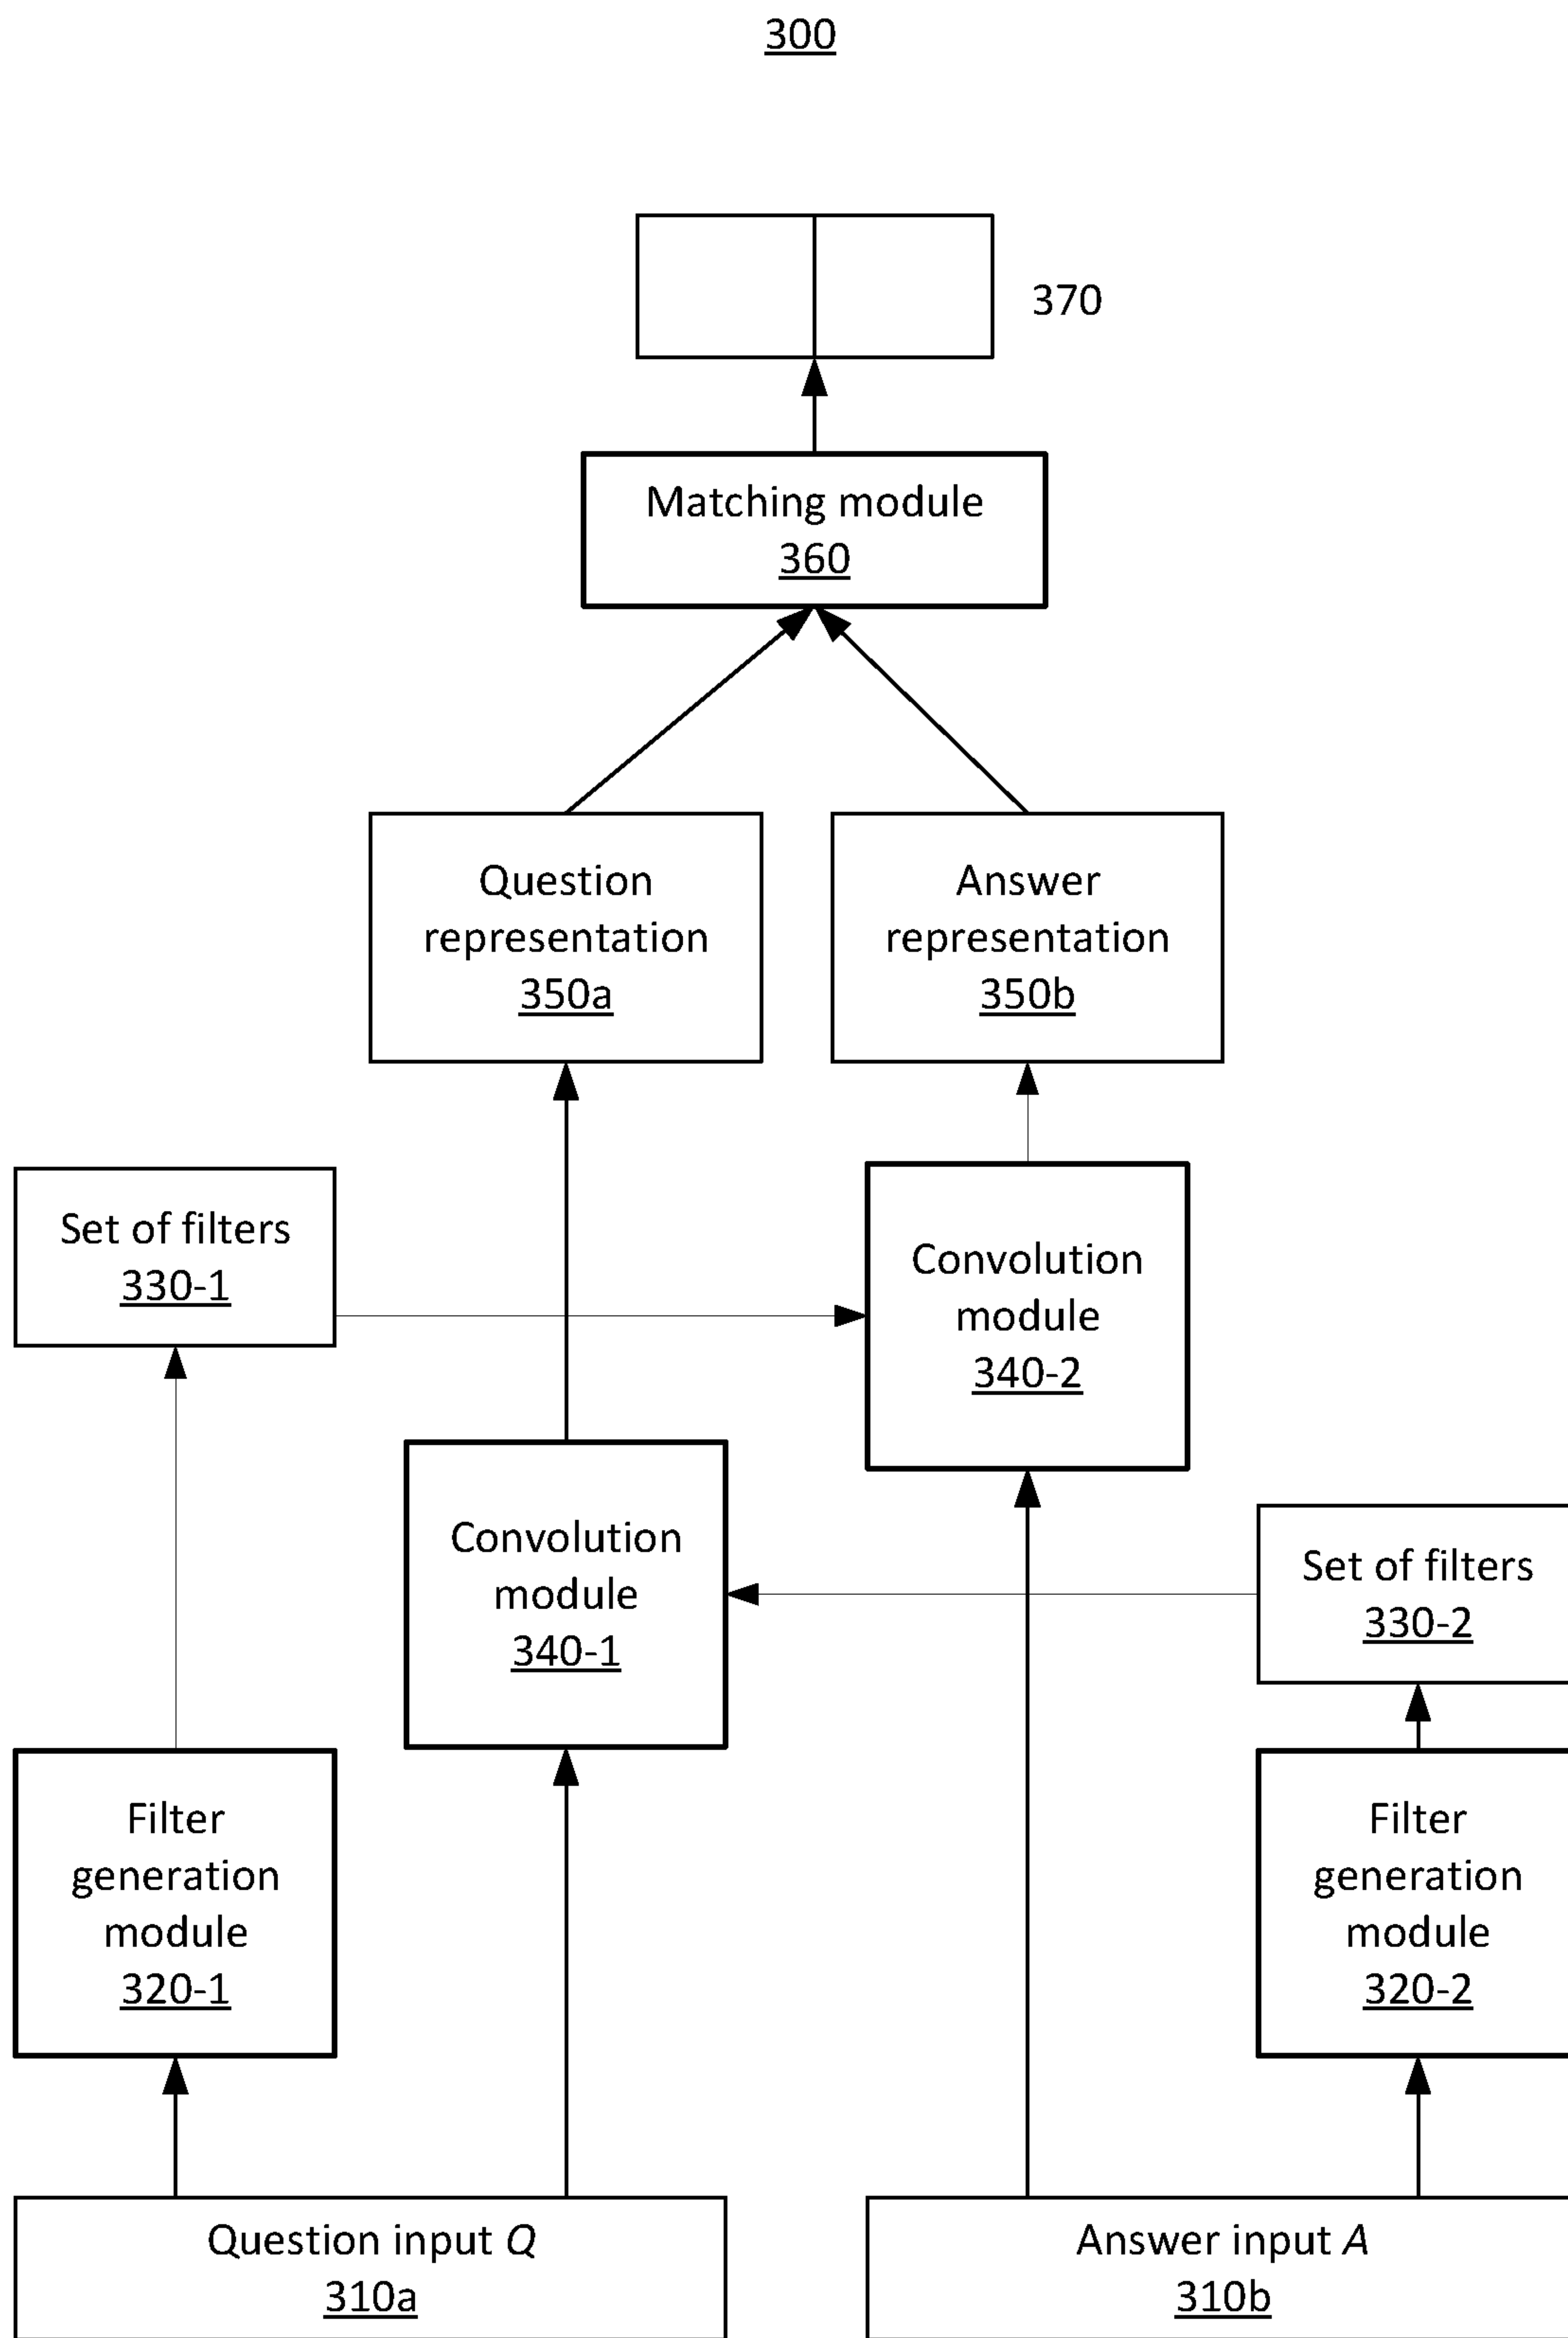 300
370
Matching module
360
Question
representation
350a
Answer
representation
350b
Set of filters
330-1
Convolution
module
340-2
Convolution
module
340-1
Set of filters
330-2
Filter
generation
module
320-1
Filter
generation
module
320-2
Question input Q
310a
Answer input A
310b